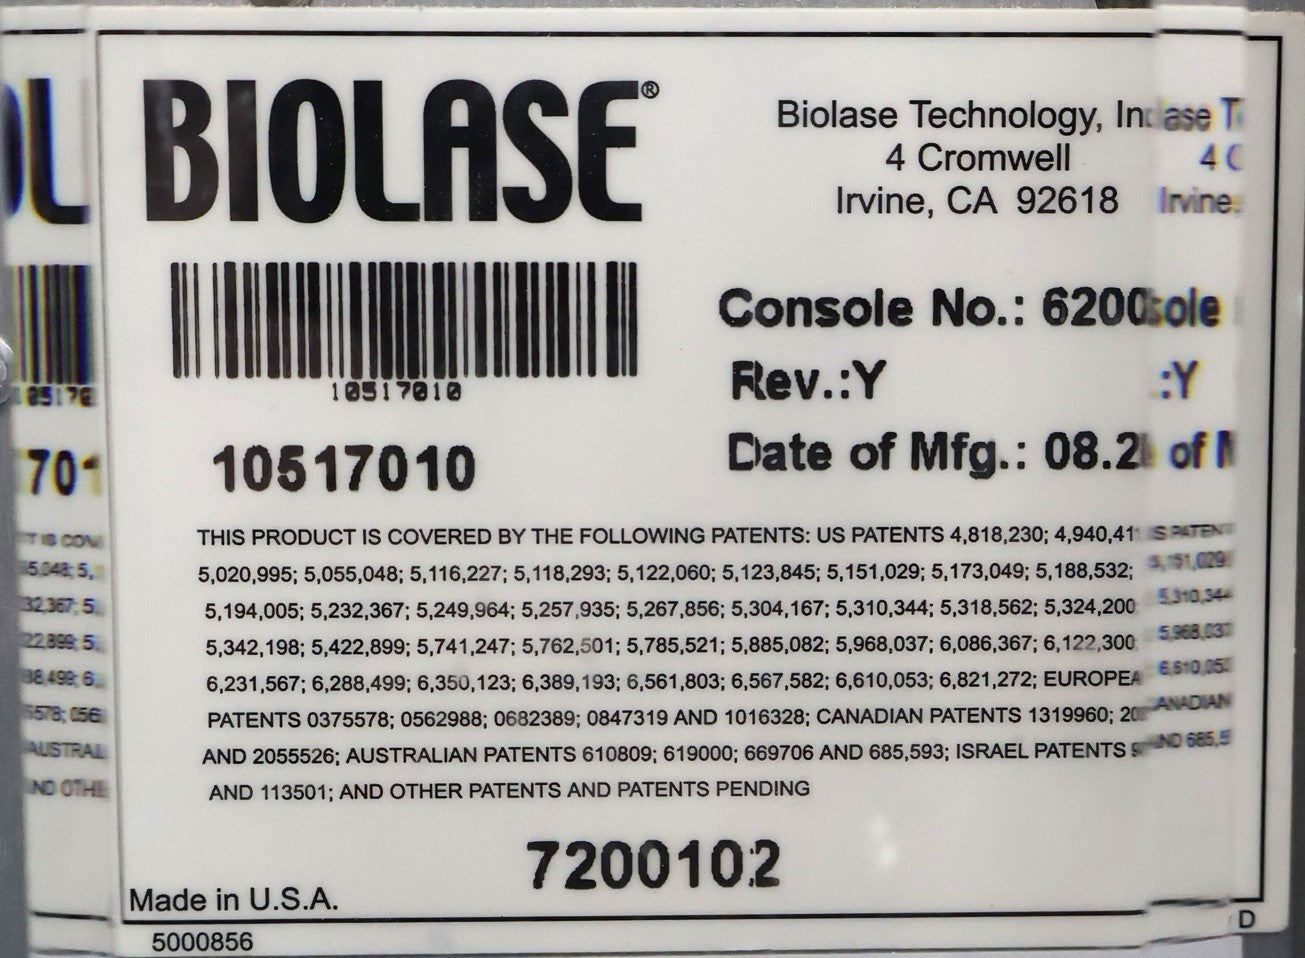 BIOLASE®
Biolase Technology,
4 Cromwell
Irvine, CA 92618
10517010
Console No.:
Rev.:Y
10517010
Date of Mfg.:
THIS PRODUCT IS COVERED BY THE FOLLOWING PATENTS: US PATENTS 4,818,230;
5,020,995; 5,055,048; 5,116,227; 5,118,293; 5,122,060; 5,123,845; 5,151,029; 5,173,049; 5,188,532;
5,194,005; 5,232,367; 5,249,964; 5,257,935; 5,267,856; 5,304,167; 5,310,344; 5,318,562; 5,324,200
5,342,198; 5,422,899; 5,741,247; 5,762,501; 5,785,521; 5,885,082; 5,968,037; 6,086,367; 6,122,300
6,231,567; 6,288,499; 6,350,123; 6,389,193; 6,561,803; 6,567,582; 6,610,053; 6,821,272; EUROPEA
PATENTS 0375578; 0562988; 0682389; 0847319 AND 1016328; CANADIAN PATENTS 1319960;
AND 2055526; AUSTRALIAN PATENTS 610809; 619000; 669706 AND 685,593; ISRAEL PATENTS
AND 113501; AND OTHER PATENTS AND PATENTS PENDING
7200102
Made in U.S.A.
5000856
D